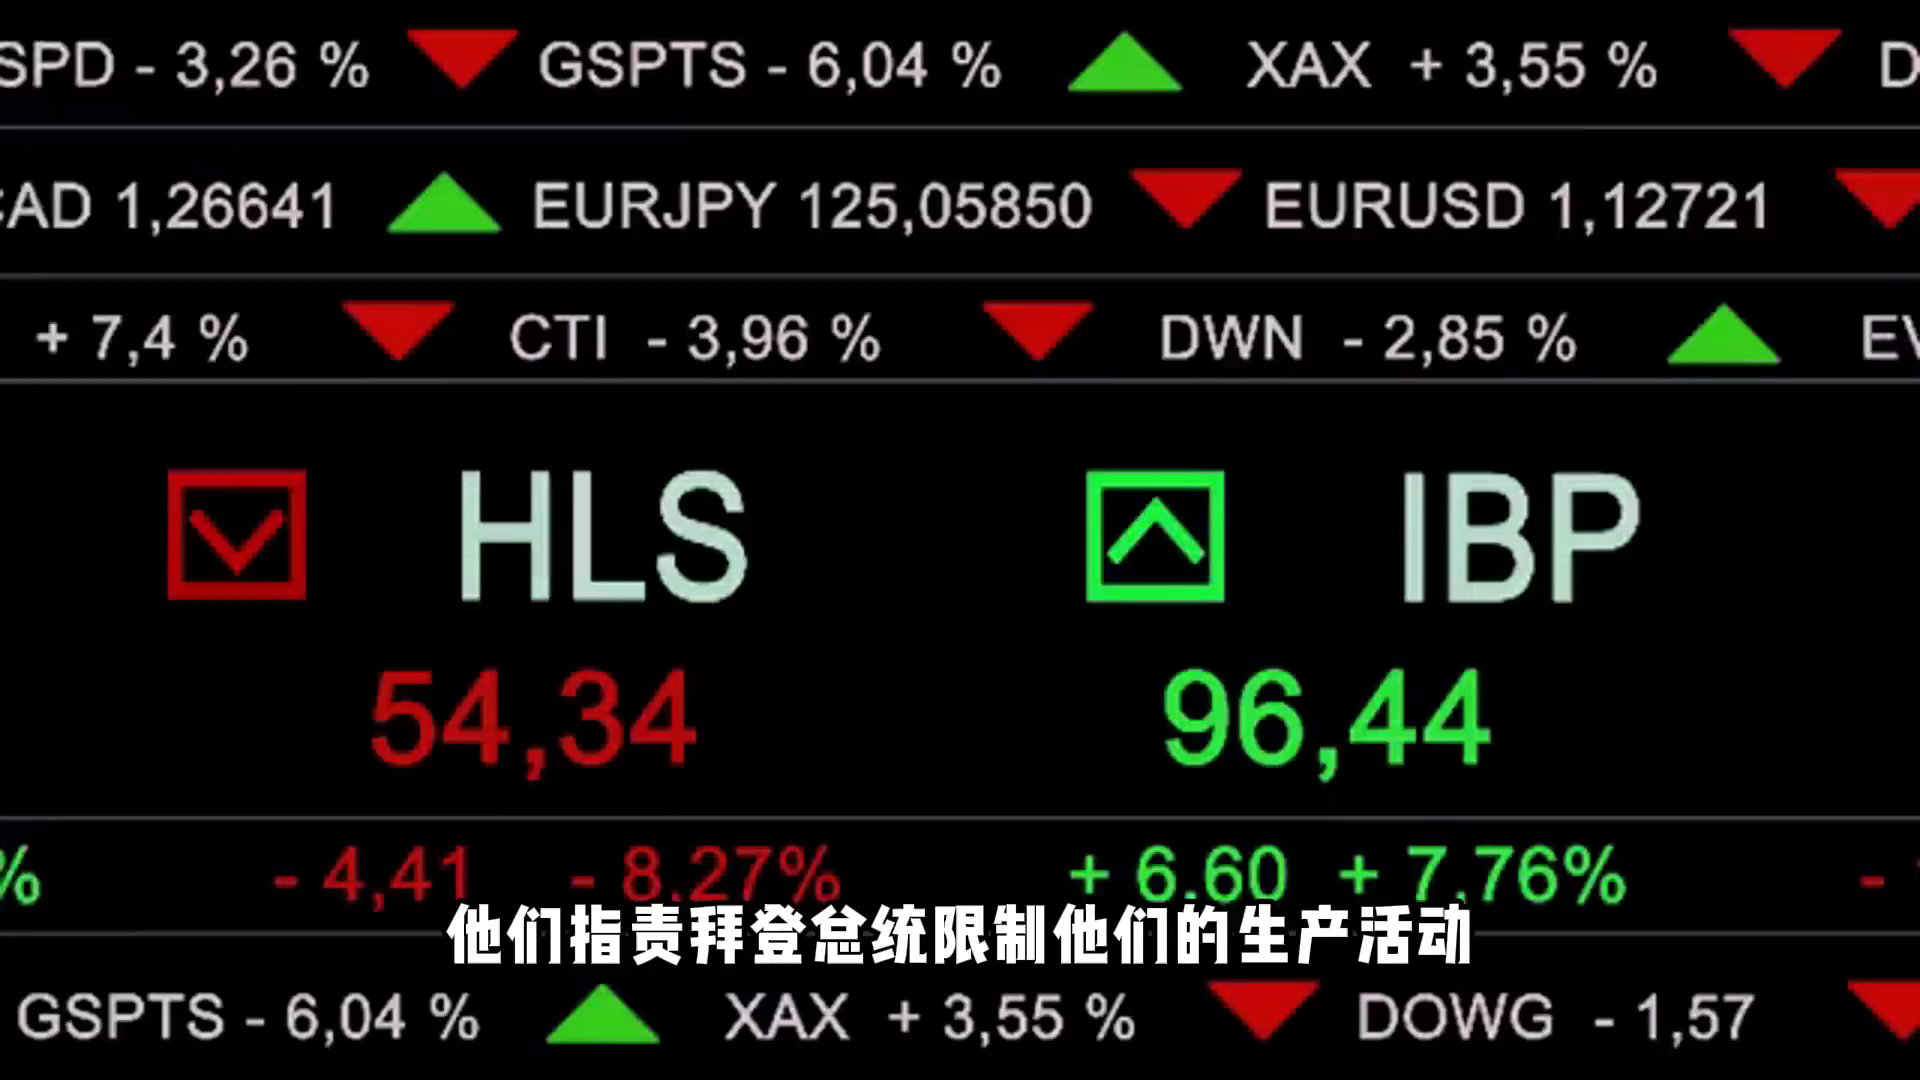 SPD - 3,26 % GSPTS - 6,04 % XAX + 3,55 % D
CAD 1,26641 EURJPY 125,05850 EURUSD 1,12721
+ 7,4 % CTI - 3,96 % DWN - 2,85 % EV
HLS IBP
54,34 96,44
% - 4,41 - 8.27% + 6.60 + 7.76% -
他们指责拜登总统限制他们的生产活动
GSPTS - 6,04 % XAX + 3,55 % DOWG - 1,57